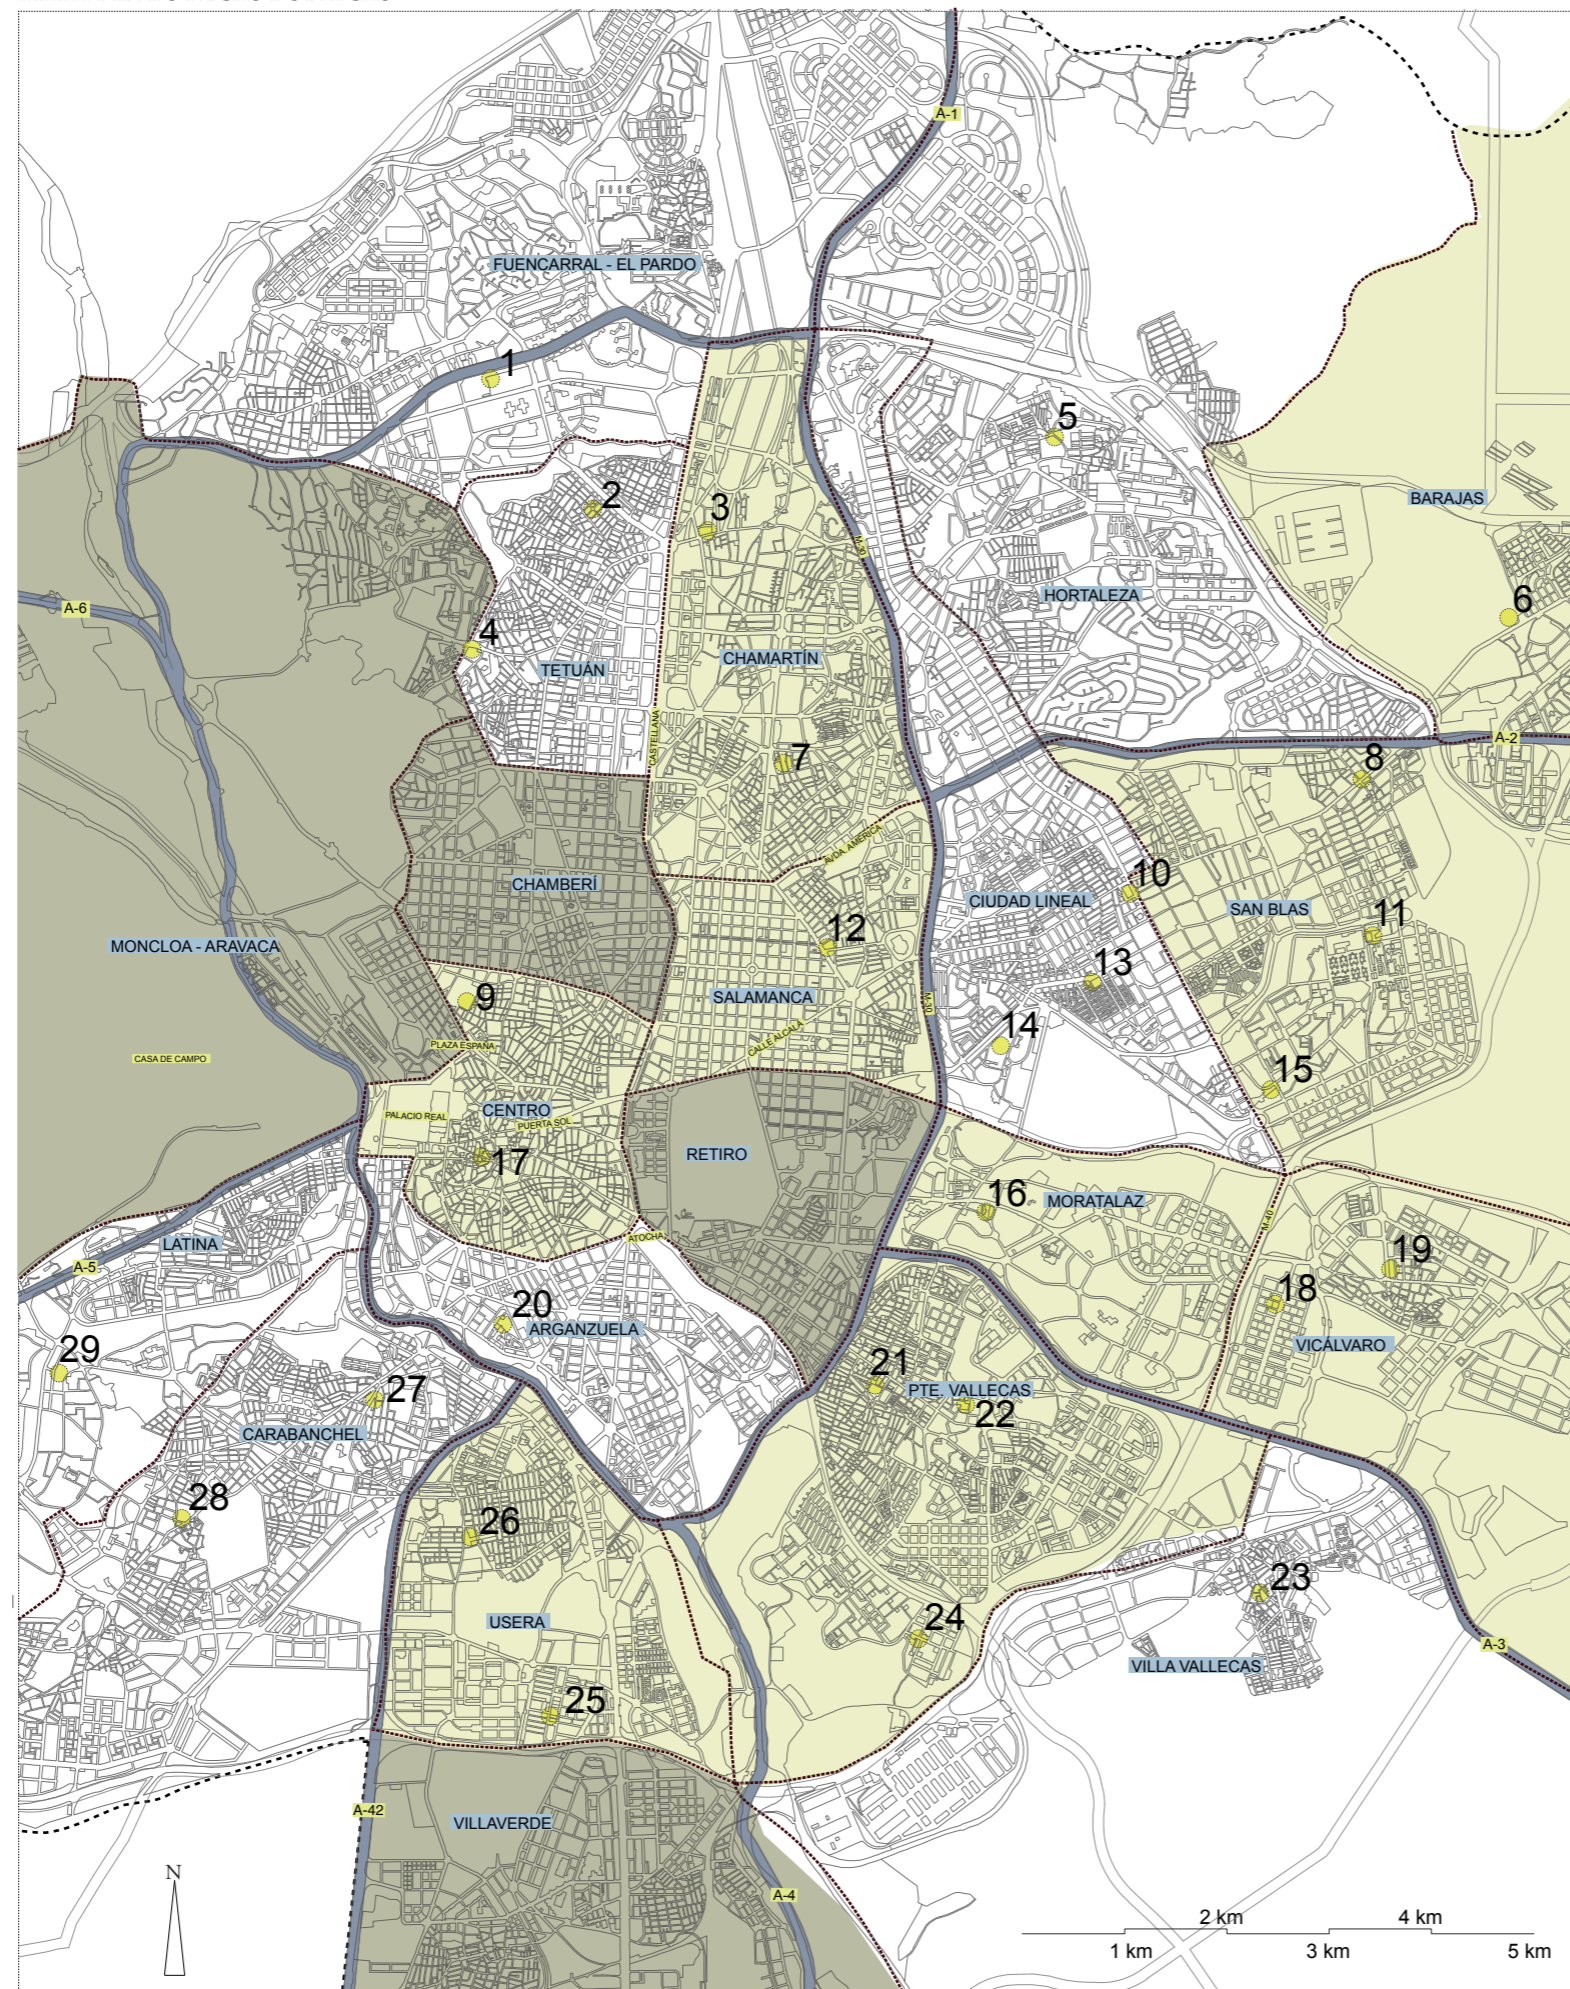 A-1
FUENCARRAL - EL PARDO
1
5
2
BARAJAS
3
M-30
HORTALEZA
A-6
6
4
CHAMARTÍN
TETUÁN
CASTELLANA
A-2
7
8
AVDA. AMERICA
CHAMBERÍ
10
CIUDAD LINEAL
SAN BLAS
11
12
MONCLOA - ARAVACA
13
SALAMANCA
9
M-30
14
CALLE ALCALÁ
PLAZA ESPAÑA
CASA DE CAMPO
15
CENTRO
PALACIO REAL
PUERTA SOL
RETIRO
17
16
MORATALAZ
M-40
ATOCHA
LATINA
19
A-5
18
20
ARGANZUELA
VICÁLVARO
29
21
PTE. VALLECAS
27
22
CARABANCHEL
28
26
23
USERA
24
A-3
VILLA VALLECAS
25
A-42
VILLAVERDE
N
A-4
2 km
4 km
1 km
3 km
5 km